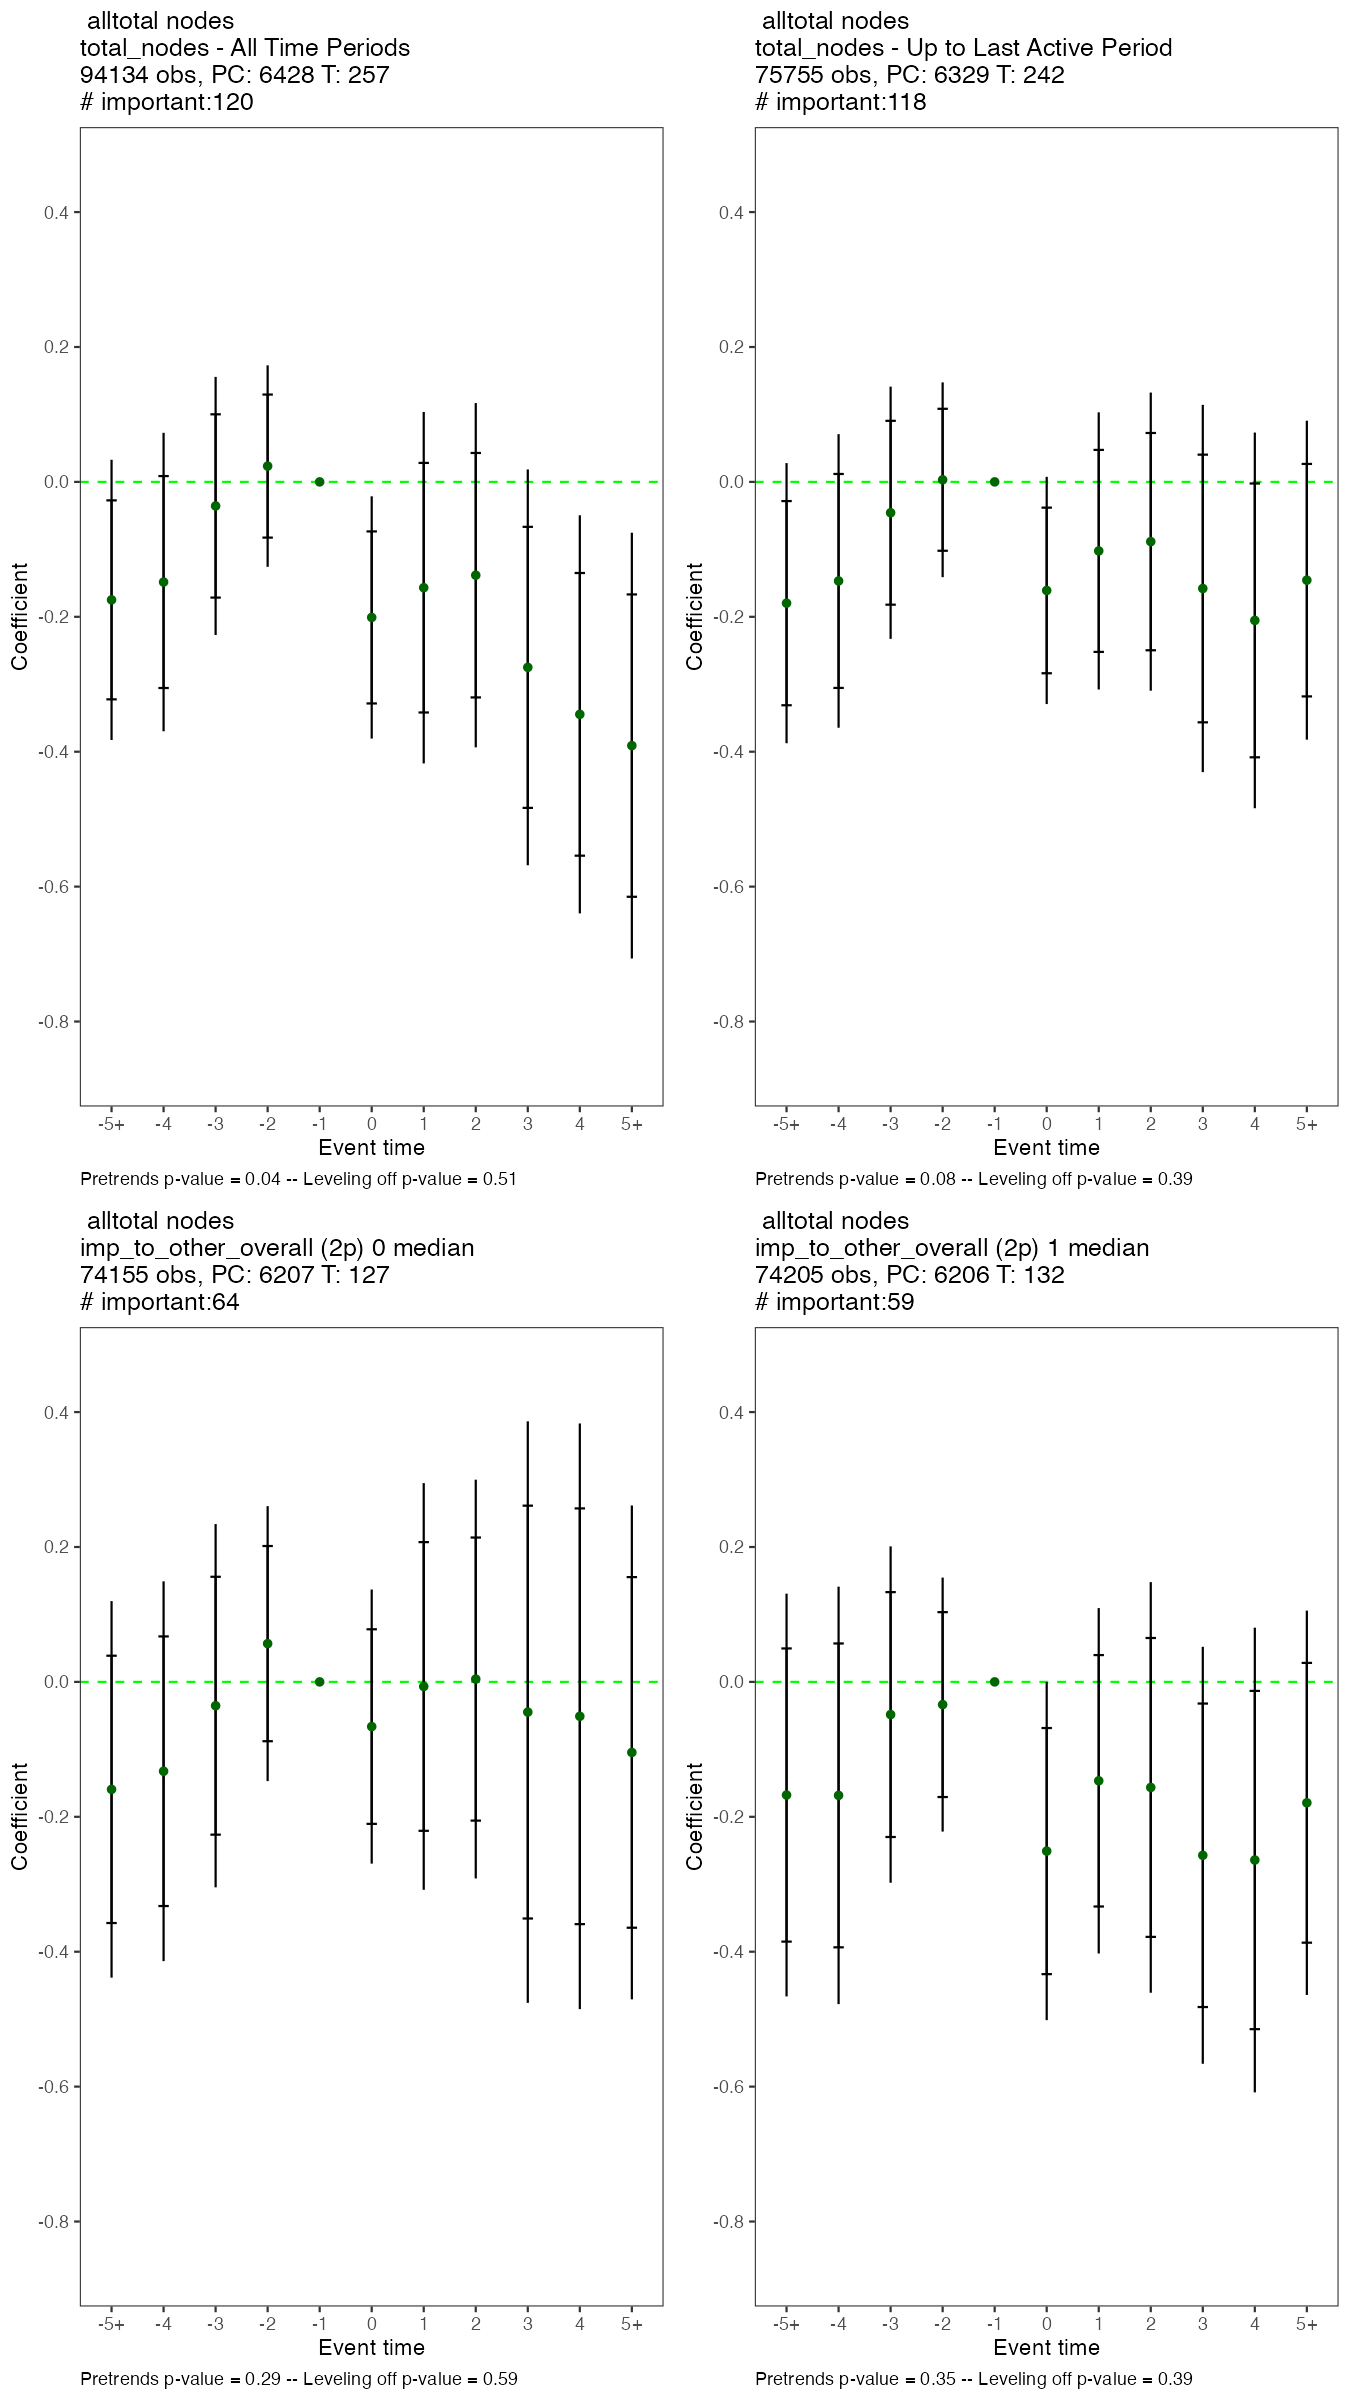 alltotal nodes
total_nodes - All Time Periods
94134 obs, PC: 6428 T: 257
# important:120
0.4
0.2
0.0
-0.2
-0.4
-0.6
-0.8
Coefficient
-5+ -4 -3 -2 -1 0 1 2 3 4 5+
Event time
Pretrends p-value = 0.04 -- Leveling off p-value = 0.51
alltotal nodes
total_nodes - Up to Last Active Period
75755 obs, PC: 6329 T: 242
# important:118
0.4
0.2
0.0
-0.2
-0.4
-0.6
-0.8
Coefficient
-5+ -4 -3 -2 -1 0 1 2 3 4 5+
Event time
Pretrends p-value = 0.08 -- Leveling off p-value = 0.39
alltotal nodes
imp_to_other_overall (2p) 0 median
74155 obs, PC: 6207 T: 127
# important:64
0.4
0.2
0.0
-0.2
-0.4
-0.6
-0.8
Coefficient
-5+ -4 -3 -2 -1 0 1 2 3 4 5+
Event time
Pretrends p-value = 0.29 -- Leveling off p-value = 0.59
alltotal nodes
imp_to_other_overall (2p) 1 median
74205 obs, PC: 6206 T: 132
# important:59
0.4
0.2
0.0
-0.2
-0.4
-0.6
-0.8
Coefficient
-5+ -4 -3 -2 -1 0 1 2 3 4 5+
Event time
Pretrends p-value = 0.35 -- Leveling off p-value = 0.39